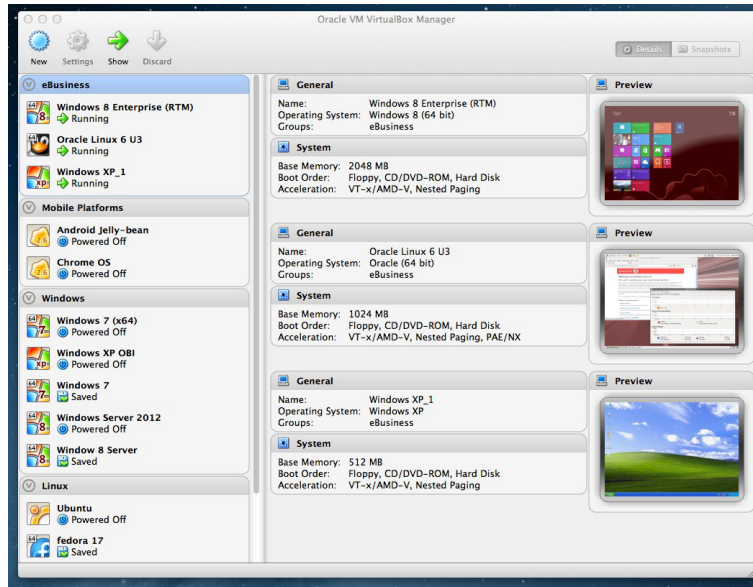 Oracle VM VirtualBox Manager
New
Settings
Show
Discard
Details
Snapshots
eBusiness
Windows 8 Enterprise (RTM)
Running
Oracle Linux 6 U3
Running
Windows XP_1
Running
Mobile Platforms
Android Jelly-bean
Powered Off
Chrome OS
Powered Off
Windows
Windows 7 (x64)
Powered Off
Windows XP OBI
Powered Off
Windows 7
Saved
Windows Server 2012
Powered Off
Window 8 Server
Saved
Linux
Ubuntu
Powered Off
fedora 17
Saved
General
Name: Windows 8 Enterprise (RTM)
Operating System: Windows 8 (64 bit)
Groups: eBusiness
System
Base Memory: 2048 MB
Boot Order: Floppy, CD/DVD-ROM, Hard Disk
Acceleration: VT-x/AMD-V, Nested Paging
Preview
General
Name: Oracle Linux 6 U3
Operating System: Oracle (64 bit)
Groups: eBusiness
System
Base Memory: 1024 MB
Boot Order: Floppy, CD/DVD-ROM, Hard Disk
Acceleration: VT-x/AMD-V, Nested Paging, PAE/NX
Preview
General
Name: Windows XP_1
Operating System: Windows XP
Groups: eBusiness
System
Base Memory: 512 MB
Boot Order: Floppy, CD/DVD-ROM, Hard Disk
Acceleration: VT-x/AMD-V, Nested Paging
Preview